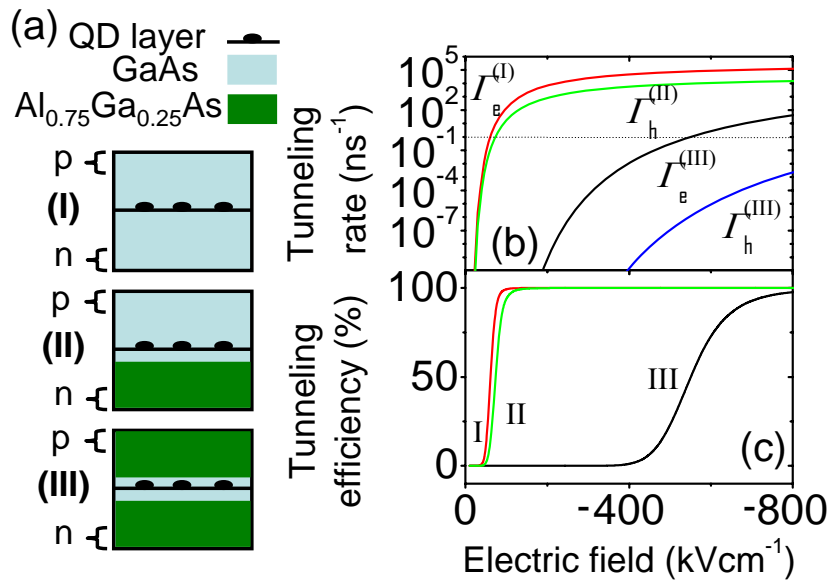 (a)
QD layer
GaAs
Al0.75Ga0.25As
p
(I)
n
p
(II)
n
p
(III)
n
Tunneling
rate (ns-1)
10^5
10^2
10^-1
10^-4
10^-7
Γe(I)
Γh(II)
Γe(III)
Γh(III)
(b)
Tunneling
efficiency (%)
100
50
0
I
II
III
(c)
0
-400
-800
Electric field (kVcm-1)